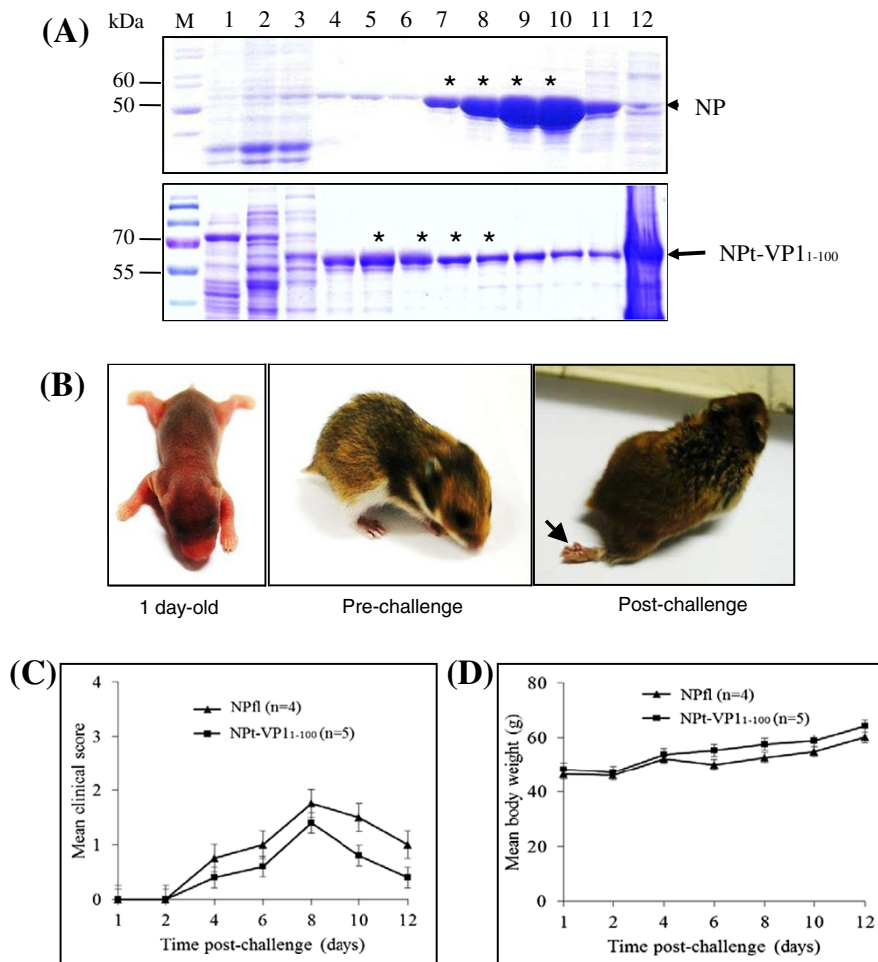 (A)
kDa M 1 2 3 4 5 6 7 8 9 10 11 12
* * * *
60
50
NP
* * * *
70
55
NPt-VP1₁₋₁₀₀
(B)
1 day-old Pre-challenge Post-challenge
(C)
4
3
2
1
0
Mean clinical score
NPfl (n=4)
NPt-VP1₁₋₁₀₀ (n=5)
1 2 4 6 8 10 12
Time post-challenge (days)
(D)
80
60
40
20
0
Mean body weight (g)
NPfl (n=4)
NPt-VP1₁₋₁₀₀ (n=5)
1 2 4 6 8 10 12
Time post-challenge (days)